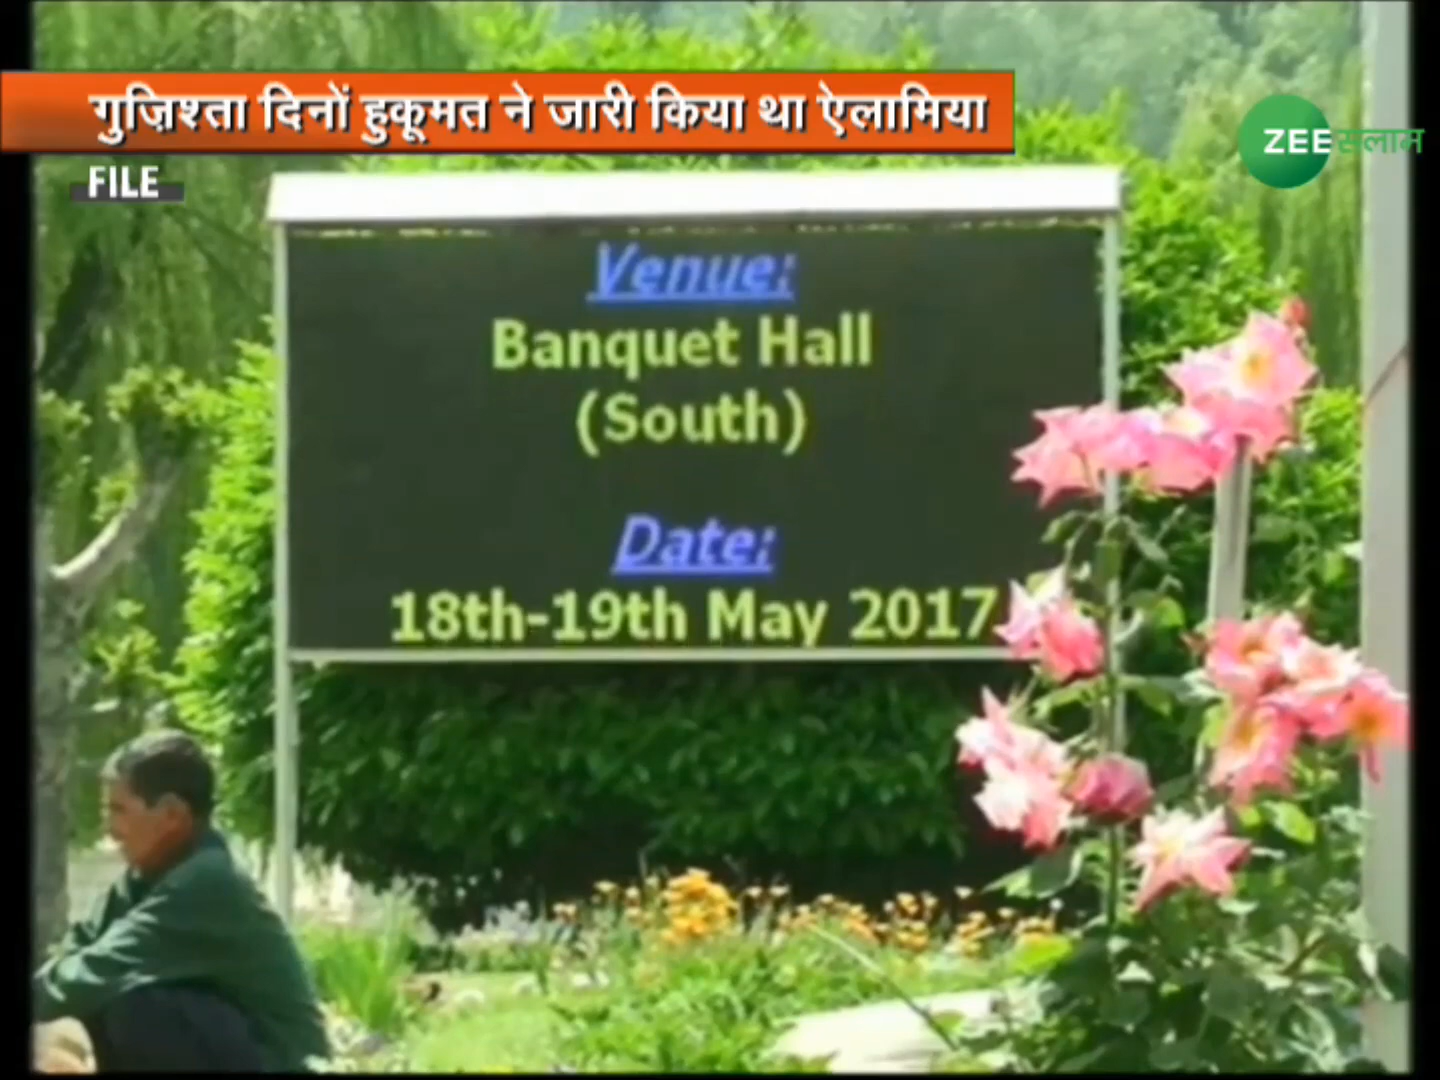 गुज़िश्ता दिनों हुकूमत ने जारी किया था ऐलामिया
ZEE सलाम
FILE
Venue:
Banquet Hall
(South)
Date:
18th-19th May 2017